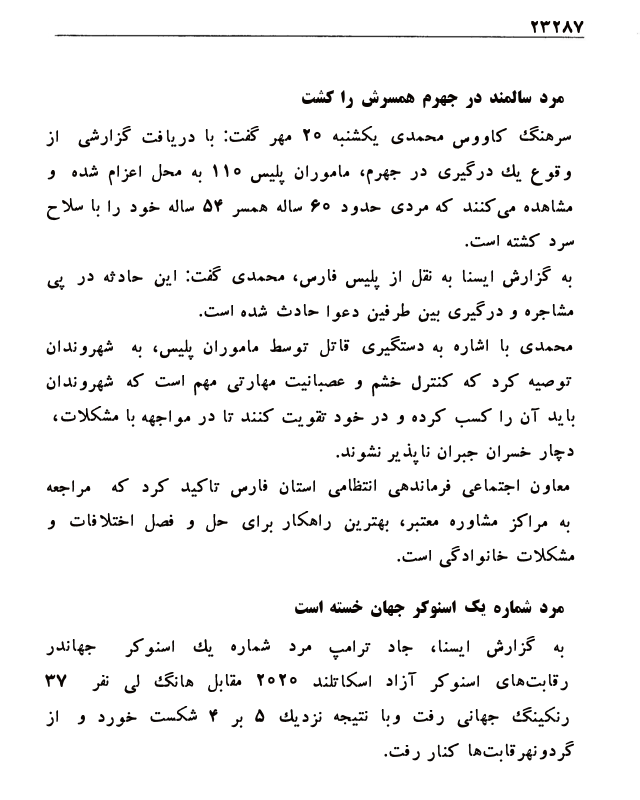 ۲۳۲۸۷
مرد سالمند در جهرم همسرش را کشت
سرهنگ کاووس محمدی یکشنبه ۲۰ مهر گفت: با دریافت گزارشی از
وقوع یك درگیری در جهرم، ماموران پلیس ۱۱۰ به محل اعزام شده و
مشاهده می‌کنند که مردی حدود ۶۰ ساله همسر ۵۴ ساله خود را با سلاح
سرد کشته است.
به گزارش ایسنا به نقل از پلیس فارس، محمدی گفت: این حادثه در پی
مشاجره و درگیری بین طرفین دعوا حادث شده است.
محمدی با اشاره به دستگیری قاتل توسط ماموران پلیس، به شهروندان
توصیه کرد که کنترل خشم و عصبانیت مهارتی مهم است که شهروندان
باید آن را کسب کرده و در خود تقویت کنند تا در مواجهه با مشکلات،
دچار خسران جبران ناپذیر نشوند.
معاون اجتماعی فرماندهی انتظامی استان فارس تاکید کرد که مراجعه
به مراکز مشاوره معتبر، بهترین راهکار برای حل و فصل اختلافات و
مشکلات خانوادگی است.
مرد شماره یک اسنوکر جهان خسته است
به گزارش ایسنا، جاد ترامپ مرد شماره یك اسنوکر جهاندر
رقابت‌های اسنوکر آزاد اسکاتلند ۲۰۲۰ مقابل هانگ لی نفر ۳۷
رنکینگ جهانی رفت وبا نتیجه نزدیك ۵ بر ۴ شکست خورد و از
گردونهرقابت‌ها کنار رفت.